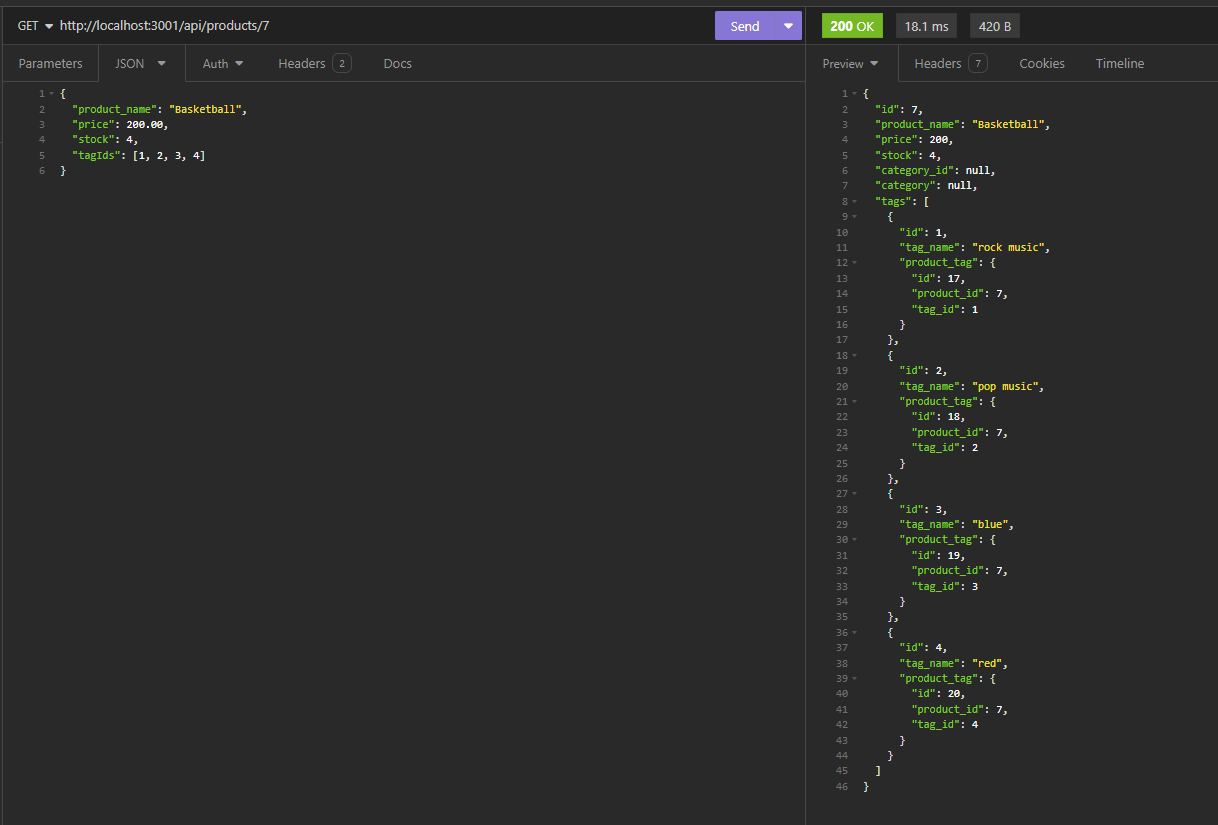 GET http://localhost:3001/api/products/7 Send
Parameters JSON Auth Headers 2 Docs
1 {
2 "product_name": "Basketball",
3 "price": 200.00,
4 "stock": 4,
5 "tagIds": [1, 2, 3, 4]
6 }
200 OK 18.1 ms 420 B
Preview Headers 7 Cookies Timeline
1 {
2 "id": 7,
3 "product_name": "Basketball",
4 "price": 200,
5 "stock": 4,
6 "category_id": null,
7 "category": null,
8 "tags": [
9 {
10 "id": 1,
11 "tag_name": "rock music",
12 "product_tag": {
13 "id": 17,
14 "product_id": 7,
15 "tag_id": 1
16 }
17 },
18 {
19 "id": 2,
20 "tag_name": "pop music",
21 "product_tag": {
22 "id": 18,
23 "product_id": 7,
24 "tag_id": 2
25 }
26 },
27 {
28 "id": 3,
29 "tag_name": "blue",
30 "product_tag": {
31 "id": 19,
32 "product_id": 7,
33 "tag_id": 3
34 }
35 },
36 {
37 "id": 4,
38 "tag_name": "red",
39 "product_tag": {
40 "id": 20,
41 "product_id": 7,
42 "tag_id": 4
43 }
44 }
45 ]
46 }